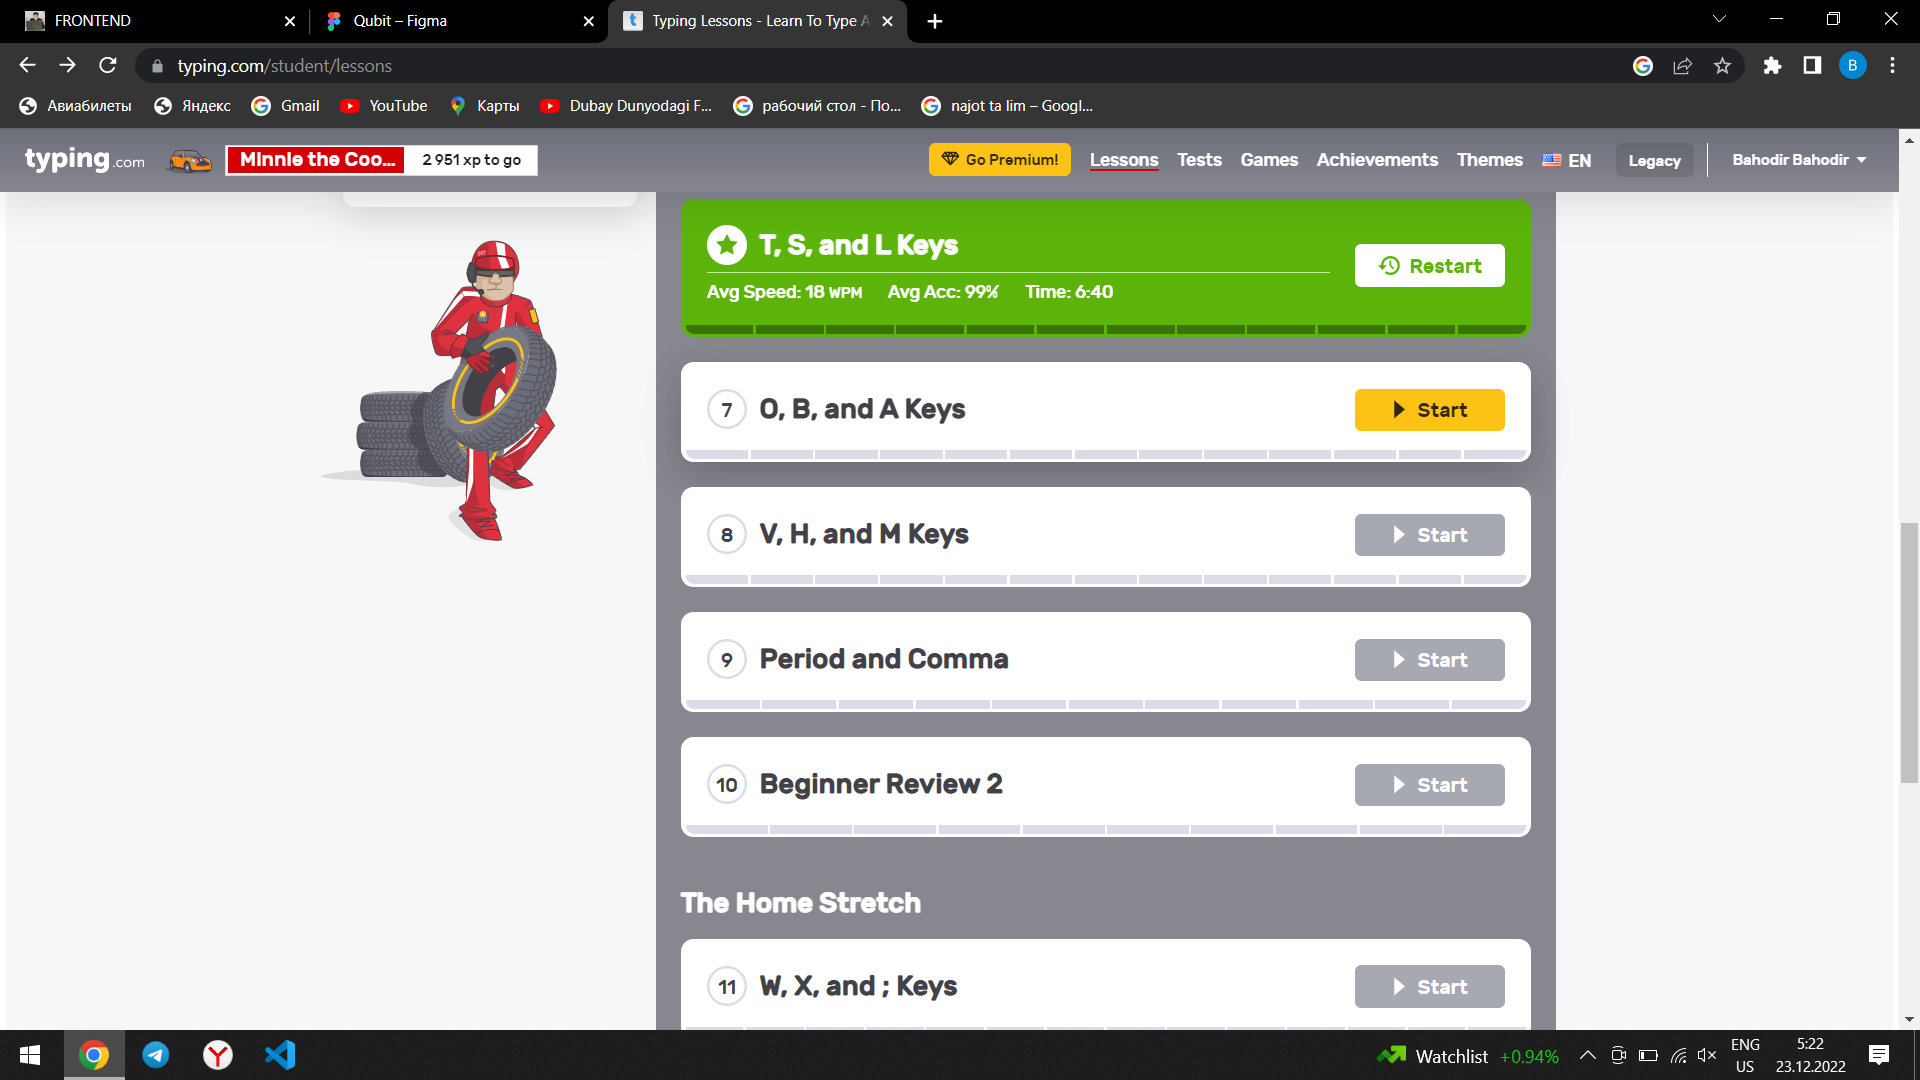 FRONTEND
Qubit – Figma
Typing Lessons - Learn To Type A
typing.com/student/lessons
B
Авиабилеты
Яндекс
Gmail
YouTube
Карты
Dubay Dunyodagi F...
рабочий стол - По...
najot ta lim – Googl...
typing.com
Minnie the Coo...
2 951 xp to go
Go Premium!
Lessons
Tests
Games
Achievements
Themes
EN
Legacy
Bahodir Bahodir
T, S, and L Keys
Restart
Avg Speed: 18 WPM
Avg Acc: 99%
Time: 6:40
7
O, B, and A Keys
Start
8
V, H, and M Keys
Start
9
Period and Comma
Start
10
Beginner Review 2
Start
The Home Stretch
11
W, X, and ; Keys
Start
Watchlist +0.94%
ENG
US
5:22
23.12.2022